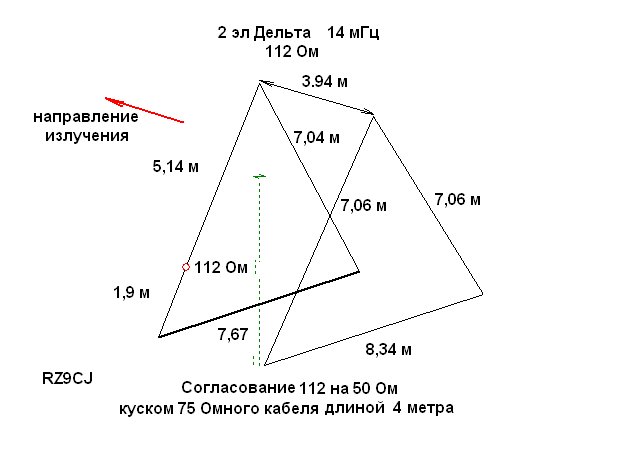 2 эл Дельта 14 мГц
112 Ом
3.94 м
направление
излучения
7,04 м
5,14 м
7,06 м
7,06 м
112 Ом
1,9 м
7,67
8,34 м
RZ9CJ
Согласование 112 на 50 Ом
куском 75 Омного кабеля длиной 4 метра